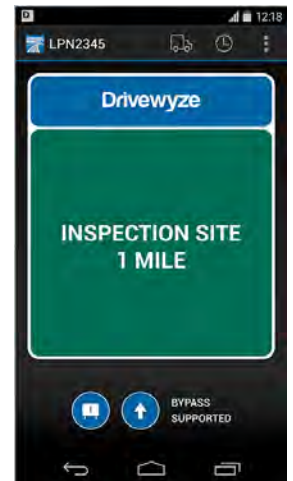 12:18
LPN2345
Drivewyze
INSPECTION SITE
1 MILE
BYPASS
SUPPORTED